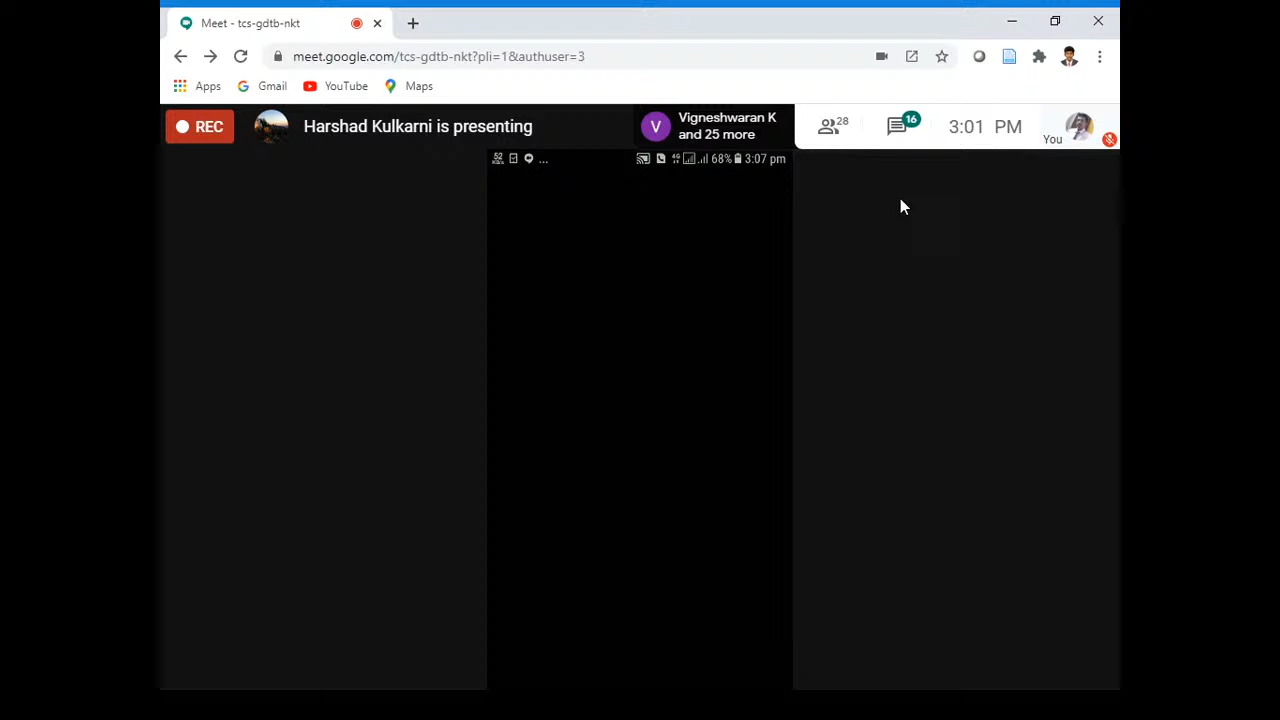 Meet - tcs-gdtb-nkt
meet.google.com/tcs-gdtb-nkt?pli=1&authuser=3
Apps Gmail YouTube Maps
REC Harshad Kulkarni is presenting
V Vigneshwaran K
and 25 more
28 16 3:01 PM
You
52 ... 68% 3:07 pm